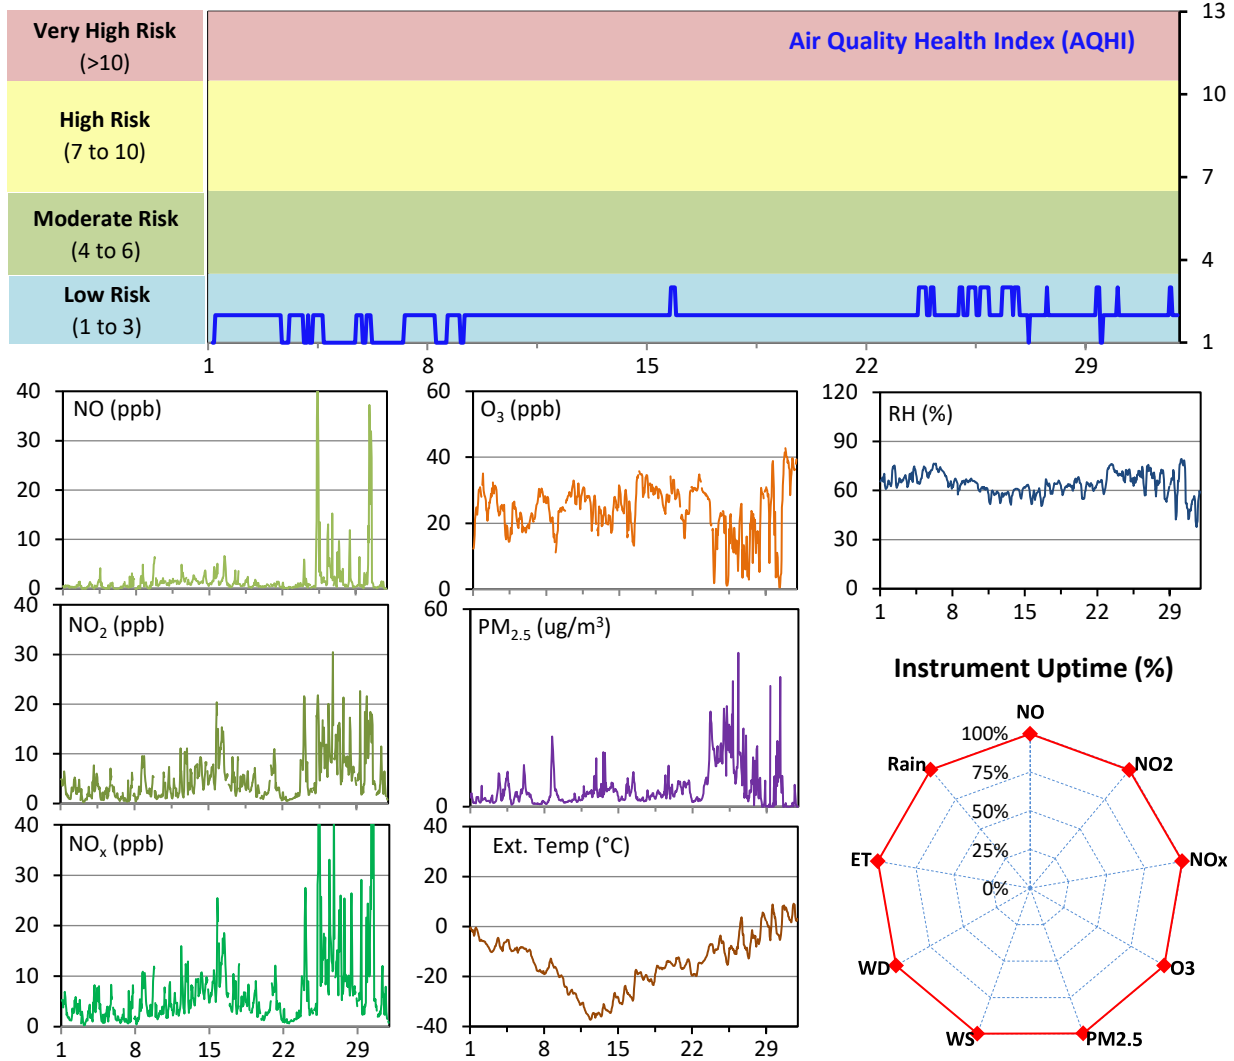 Very High Risk
(>10)
High Risk
(7 to 10)
Moderate Risk
(4 to 6)
Low Risk
(1 to 3)
Air Quality Health Index (AQHI)
13
10
7
4
1
1 8 15 22 29
NO (ppb)
40
30
20
10
0
O3 (ppb)
60
40
20
0
RH (%)
120
90
60
30
0
1 8 15 22 29
NO2 (ppb)
40
30
20
10
0
PM2.5 (ug/m³)
60
0
NOx (ppb)
40
30
20
10
0
1 8 15 22 29
Ext. Temp (°C)
40
20
0
-20
-40
1 8 15 22 29
Instrument Uptime (%)
NO
100%
75%
50%
25%
0%
NO2
NOx
O3
PM2.5
WS
WD
ET
Rain